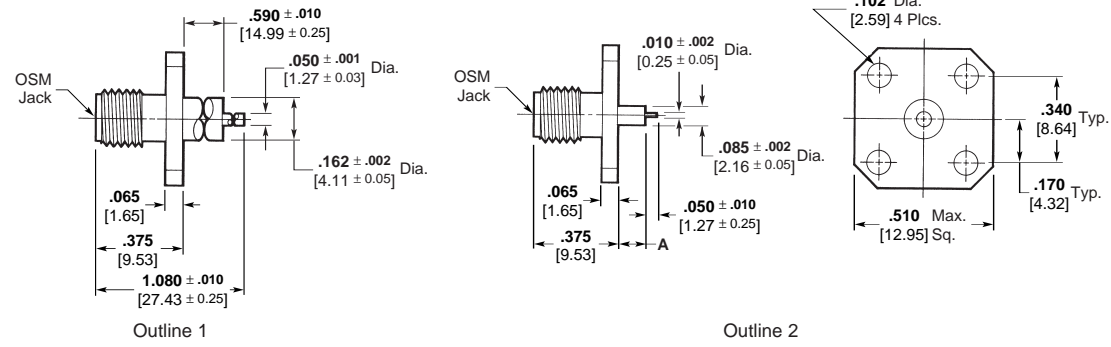 .590 ± .010
[14.99 ± 0.25]
.050 ± .001
[1.27 ± 0.03] Dia.
OSM
Jack
.162 ± .002
[4.11 ± 0.05] Dia.
.065
[1.65]
.375
[9.53]
1.080 ± .010
[27.43 ± 0.25]
Outline 1
.010 ± .002
[0.25 ± 0.05] Dia.
OSM
Jack
.085 ± .002
[2.16 ± 0.05] Dia.
.065
[1.65]
.050 ± .010
[1.27 ± 0.25]
.375
[9.53]
A
.102 Dia.
[2.59] 4 Plcs.
.340
[8.64] Typ.
.170
[4.32] Typ.
.510 Max.
[12.95] Sq.
Outline 2